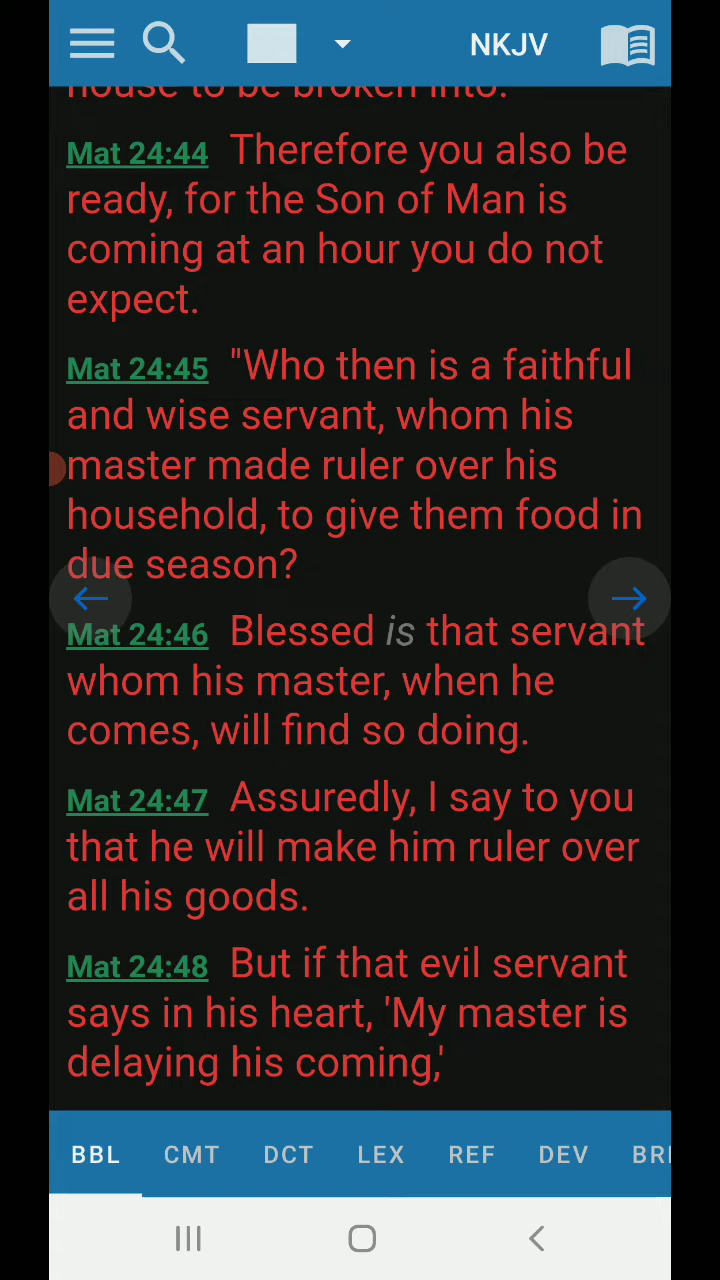 NKJV
house to be broken into.
Mat 24:44 Therefore you also be
ready, for the Son of Man is
coming at an hour you do not
expect.
Mat 24:45 "Who then is a faithful
and wise servant, whom his
master made ruler over his
household, to give them food in
due season?
Mat 24:46 Blessed is that servant
whom his master, when he
comes, will find so doing.
Mat 24:47 Assuredly, I say to you
that he will make him ruler over
all his goods.
Mat 24:48 But if that evil servant
says in his heart, 'My master is
delaying his coming,'
BBL CMT DCT LEX REF DEV